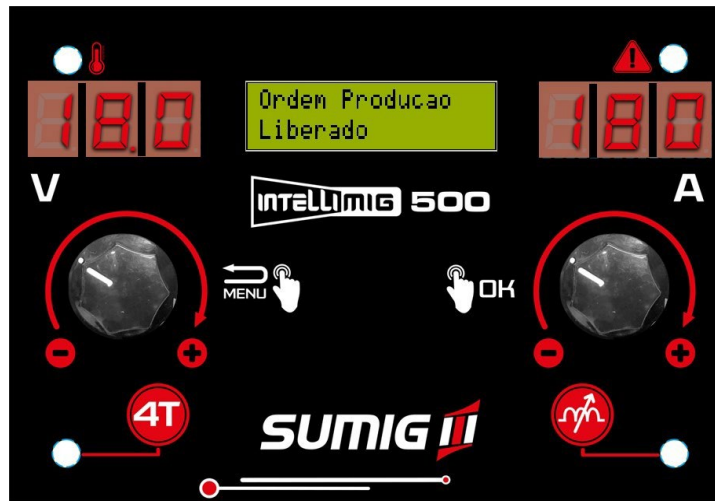 18.0
Ordem Producao
Liberado
180
V
INTELLIMIG 500
A
MENU
OK
4T
SUMIG